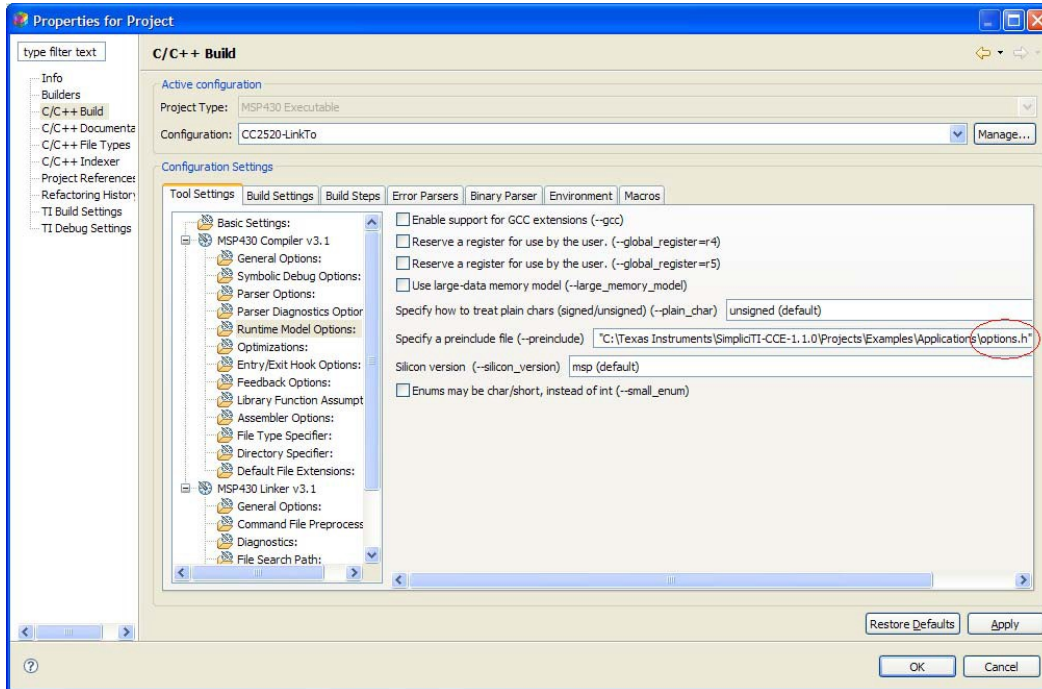 Properties for Project
type filter text
Info
Builders
C/C++ Build
C/C++ Documenta
C/C++ File Types
C/C++ Indexer
Project References
Refactoring History
TI Build Settings
TI Debug Settings
C/C++ Build
Active configuration
Project Type: MSP430 Executable
Configuration: CC2520-LinkTo Manage...
Configuration Settings
Tool Settings Build Settings Build Steps Error Parsers Binary Parser Environment Macros
Basic Settings:
MSP430 Compiler v3.1
General Options:
Symbolic Debug Options:
Parser Options:
Parser Diagnostics Option
Runtime Model Options:
Optimizations:
Entry/Exit Hook Options:
Feedback Options:
Library Function Assumpt
Assembler Options:
File Type Specifier:
Directory Specifier:
Default File Extensions:
MSP430 Linker v3.1
General Options:
Command File Preprocess
Diagnostics:
File Search Path:
Enable support for GCC extensions (--gcc)
Reserve a register for use by the user. (--global_register=r4)
Reserve a register for use by the user. (--global_register=r5)
Use large-data memory model (--large_memory_model)
Specify how to treat plain chars (signed/unsigned) (--plain_char) unsigned (default)
Specify a preinclude file (--preinclude) "C:\Texas Instruments\SimpliciTI-CCE-1.1.0\Projects\Examples\Applications\options.h"
Silicon version (--silicon_version) msp (default)
Enums may be char/short, instead of int (--small_enum)
Restore Defaults Apply
? OK Cancel